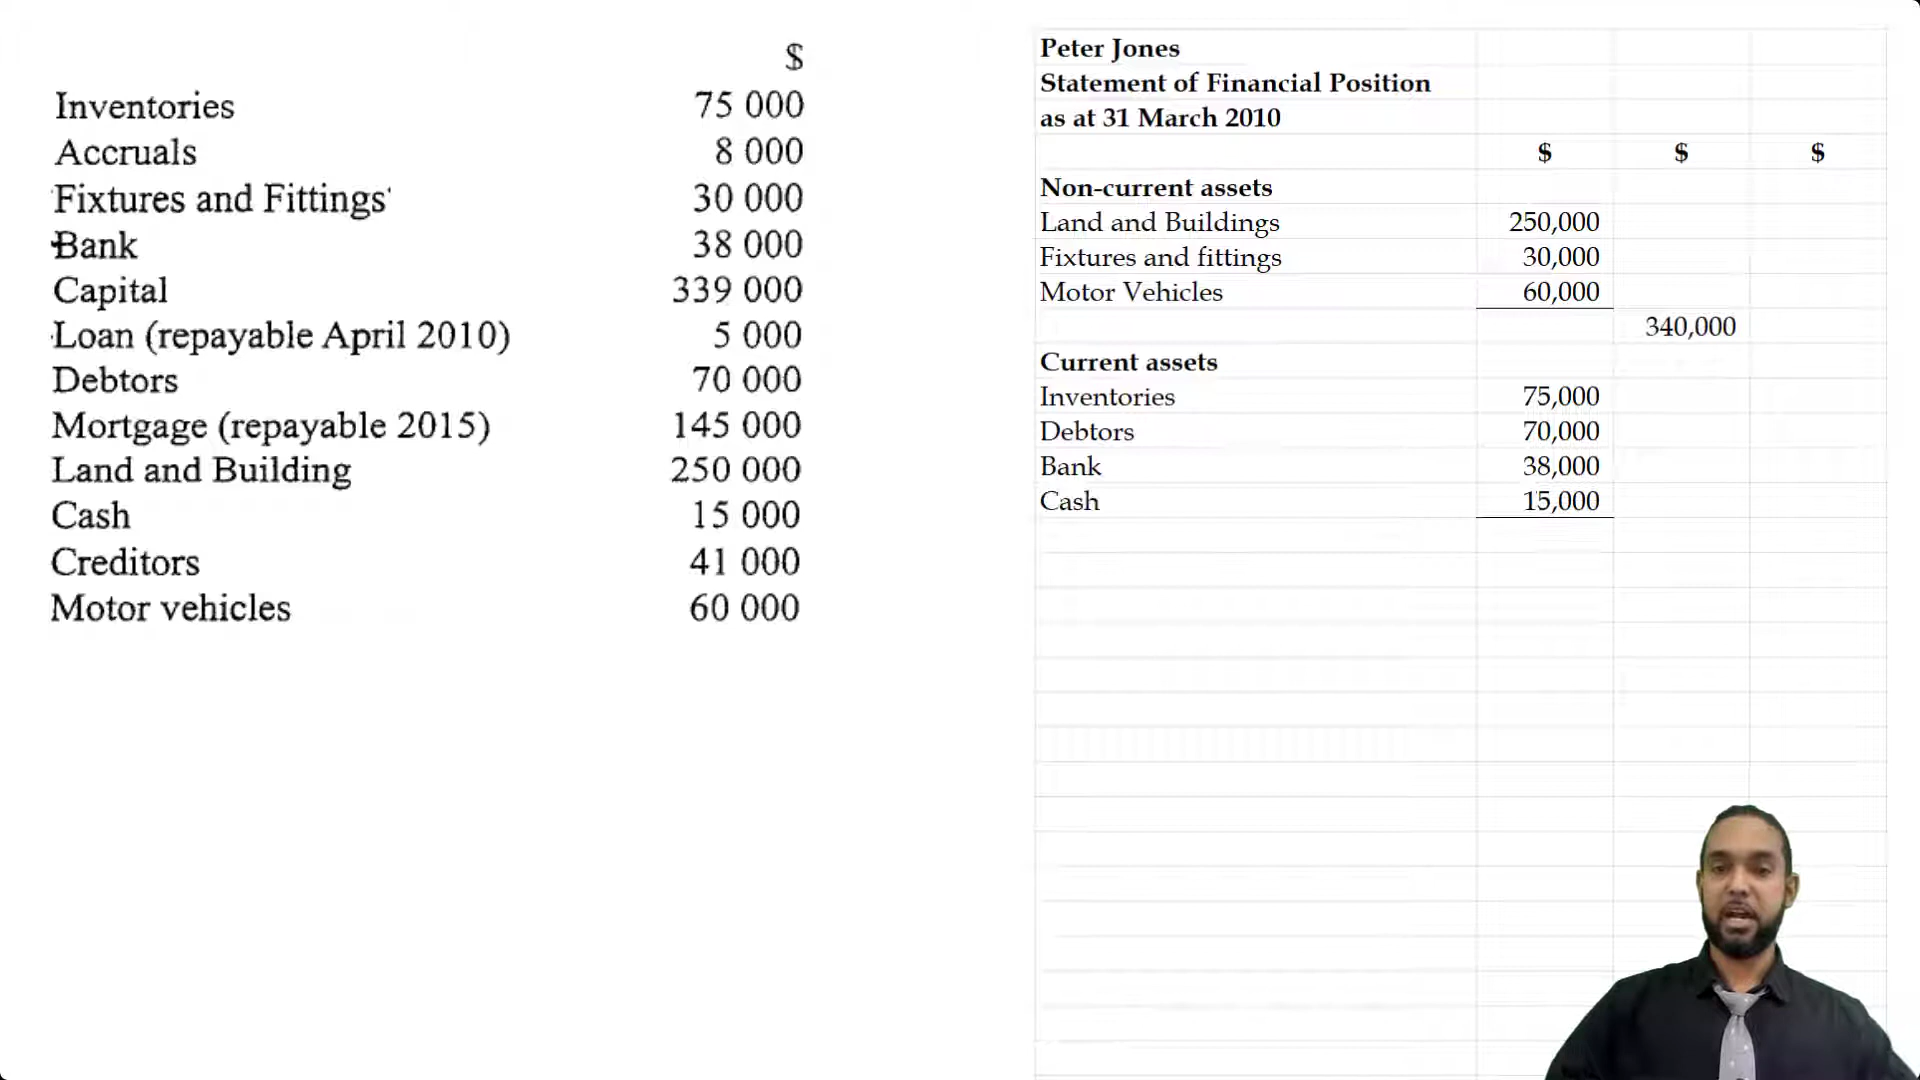 $
Inventories 75 000
Accruals 8 000
Fixtures and Fittings 30 000
Bank 38 000
Capital 339 000
Loan (repayable April 2010) 5 000
Debtors 70 000
Mortgage (repayable 2015) 145 000
Land and Building 250 000
Cash 15 000
Creditors 41 000
Motor vehicles 60 000
Peter Jones
Statement of Financial Position
as at 31 March 2010
$ $ $
Non-current assets
Land and Buildings 250,000
Fixtures and fittings 30,000
Motor Vehicles 60,000
340,000
Current assets
Inventories 75,000
Debtors 70,000
Bank 38,000
Cash 15,000